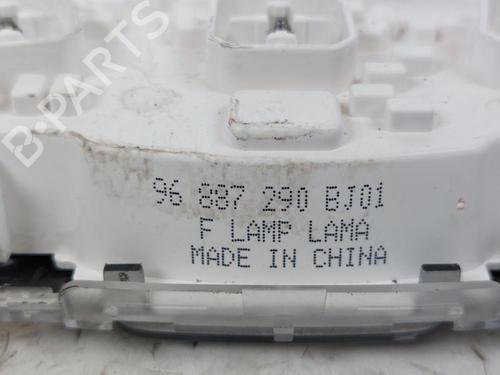 B-PARTS
96 887 290 BJ01
F LAMP LAMA
MADE IN CHINA